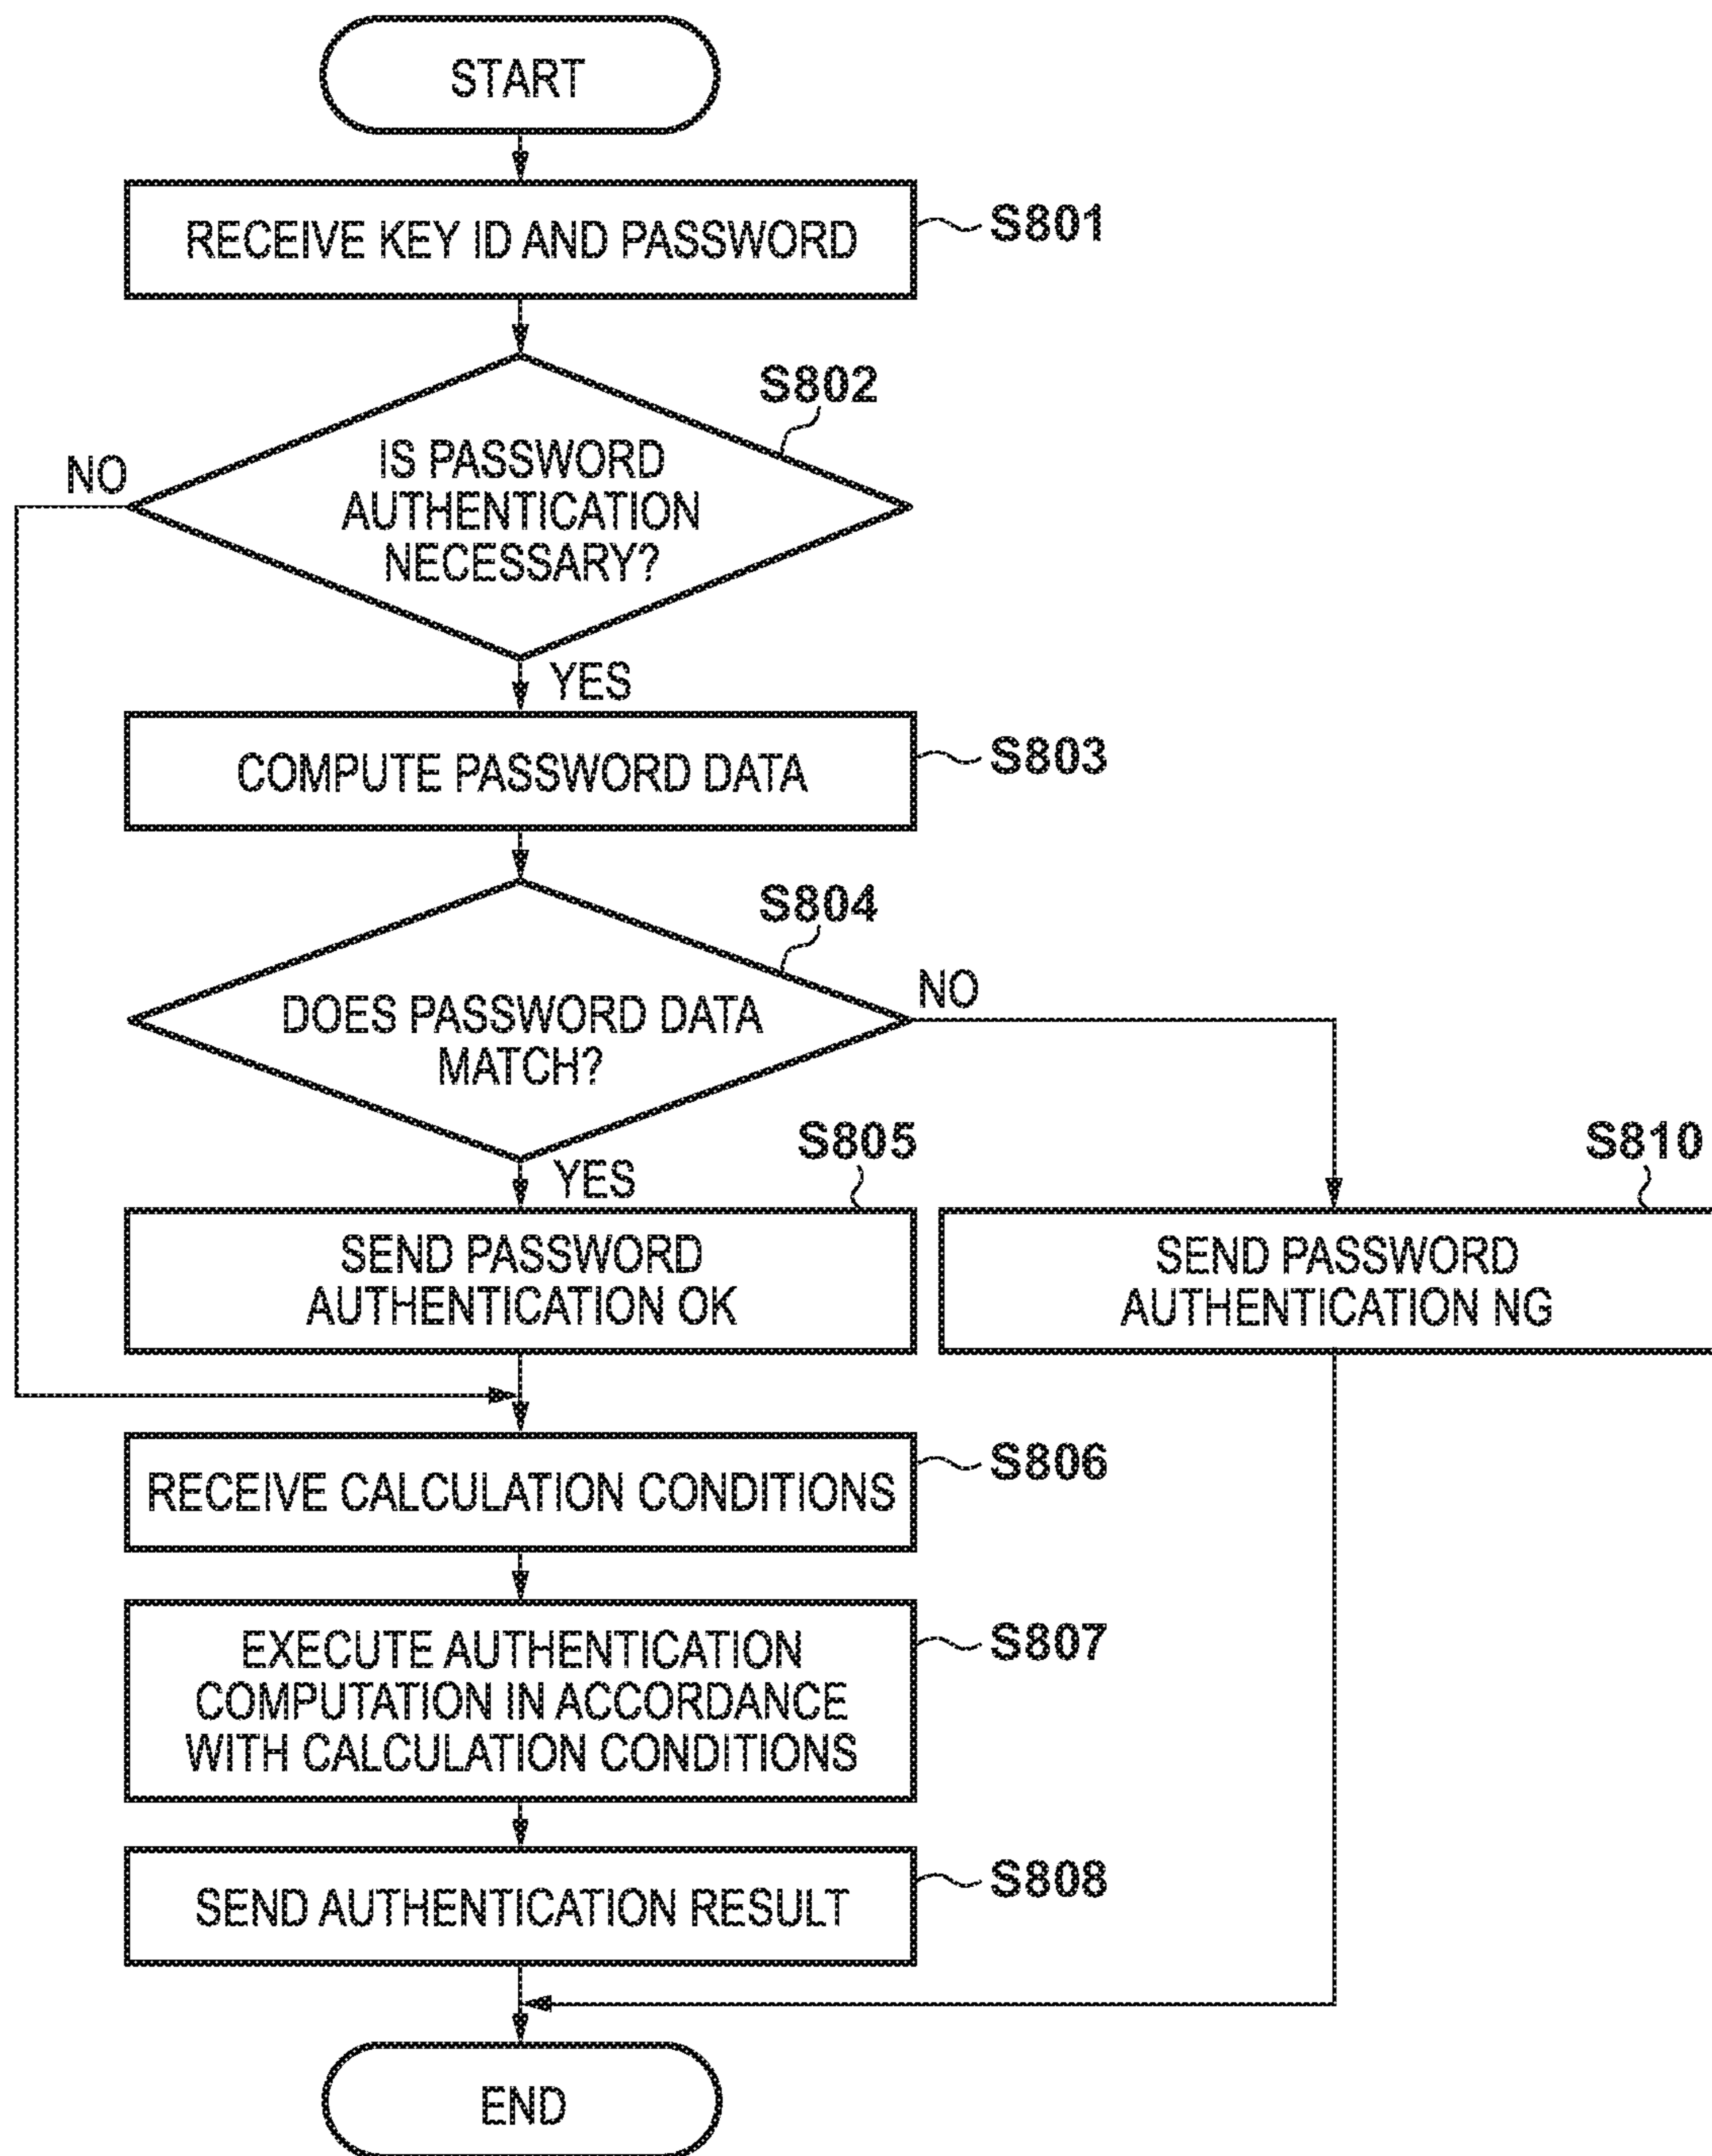 START
RECEIVE KEY ID AND PASSWORD
S801
S802
IS PASSWORD
AUTHENTICATION
NECESSARY?
NO
YES
COMPUTE PASSWORD DATA
S803
S804
DOES PASSWORD DATA
MATCH?
NO
YES
S805
SEND PASSWORD
AUTHENTICATION OK
S810
SEND PASSWORD
AUTHENTICATION NG
RECEIVE CALCULATION CONDITIONS
S806
EXECUTE AUTHENTICATION
COMPUTATION IN ACCORDANCE
WITH CALCULATION CONDITIONS
S807
SEND AUTHENTICATION RESULT
S808
END